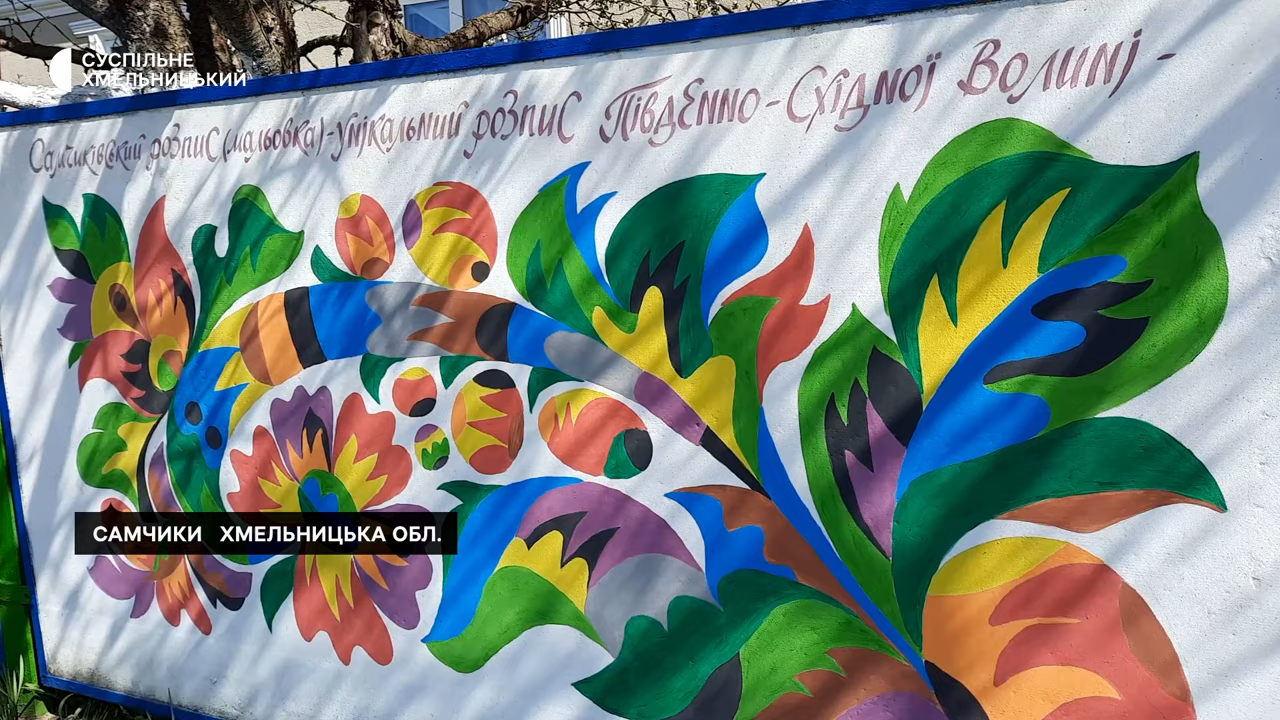 СУСПІЛЬНЕ
ХМЕЛЬНИЦЬКИЙ
Самчиківський розпис (мальовка) - унікальний розпис Південно - Східної Волині -
САМЧИКИ ХМЕЛЬНИЦЬКА ОБЛ.